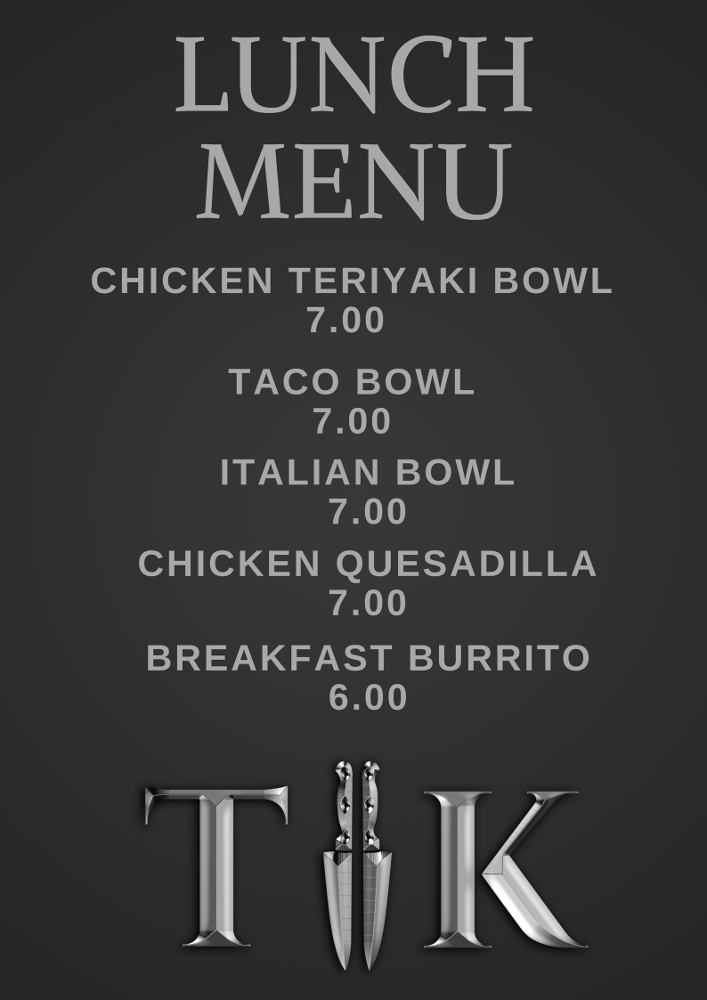 LUNCH
MENU
CHICKEN TERIYAKI BOWL
7.00
TACO BOWL
7.00
ITALIAN BOWL
7.00
CHICKEN QUESADILLA
7.00
BREAKFAST BURRITO
6.00
T K